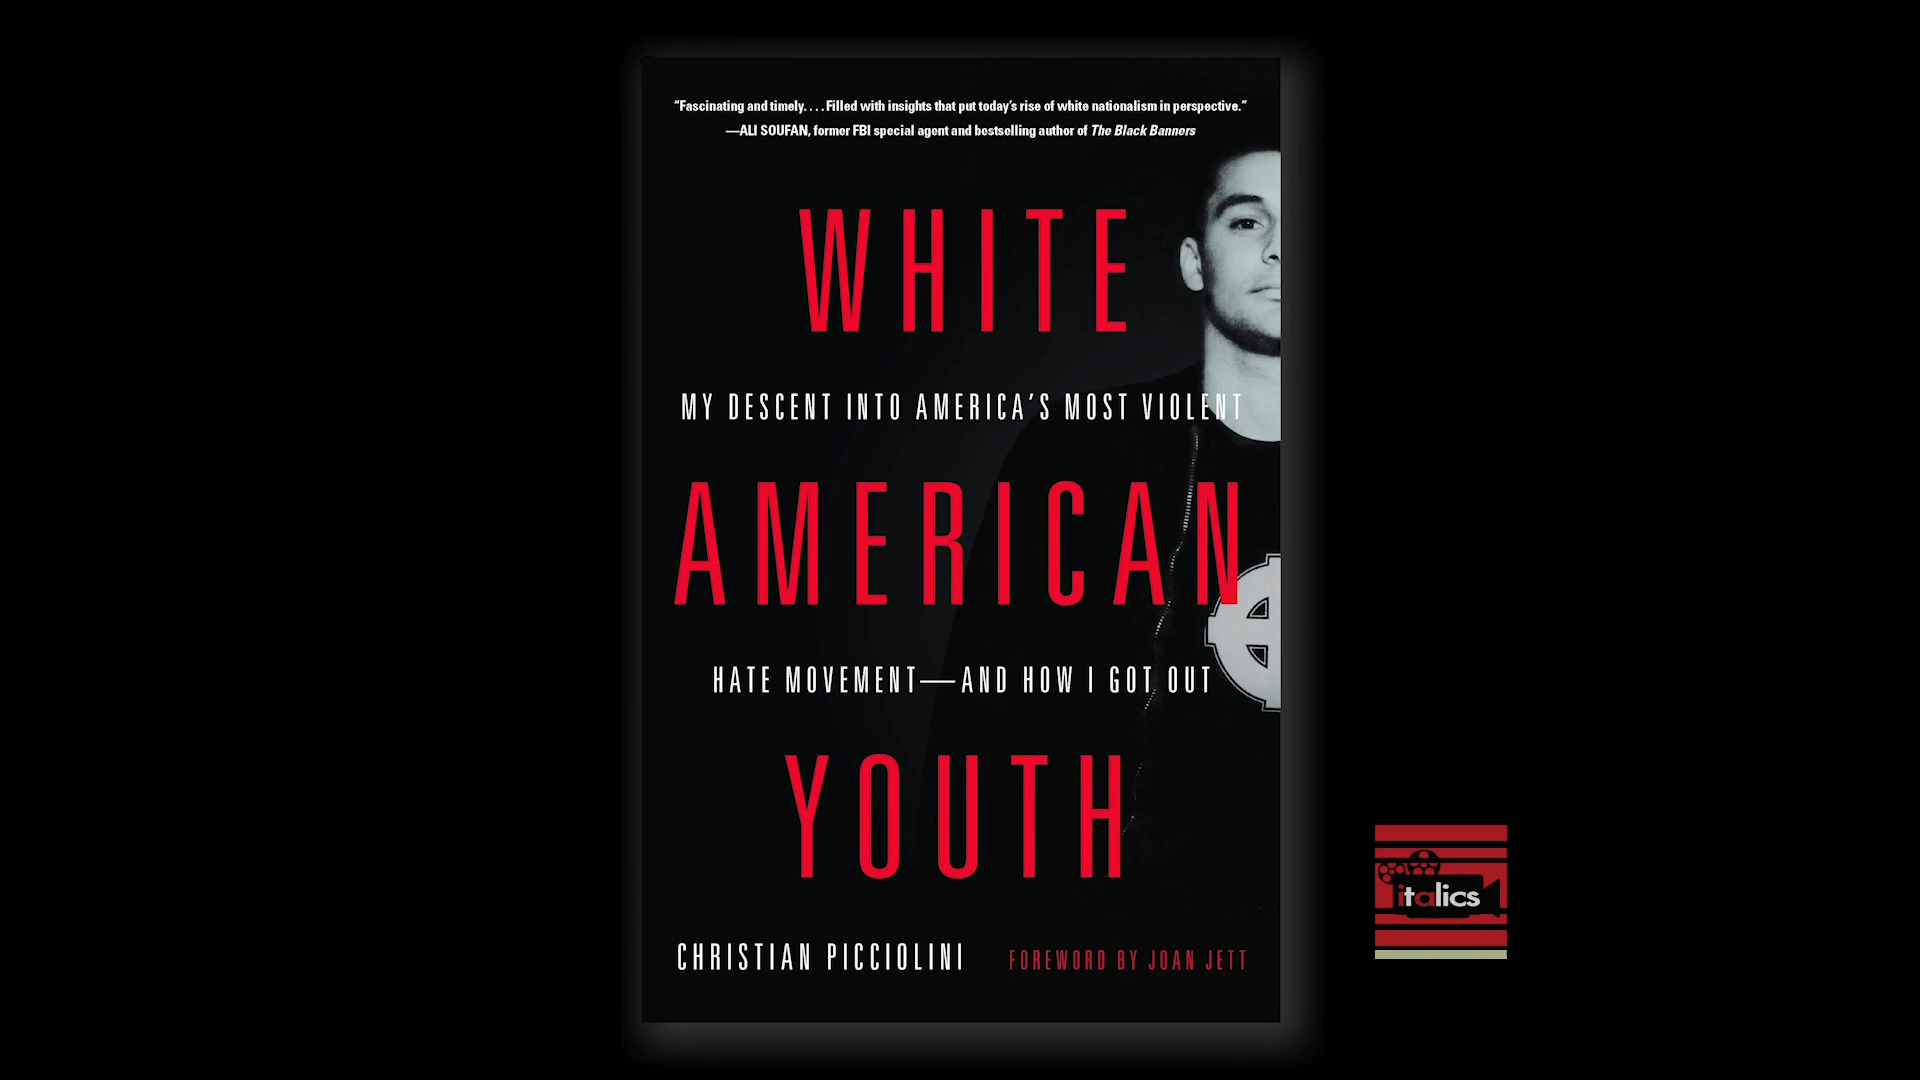 “Fascinating and timely. . . . Filled with insights that put today’s rise of white nationalism in perspective.”
—ALI SOUFAN, former FBI special agent and bestselling author of The Black Banners
WHITE
MY DESCENT INTO AMERICA’S MOST VIOLENT
AMERICAN
HATE MOVEMENT—AND HOW I GOT OUT
YOUTH
CHRISTIAN PICCIOLINI FOREWORD BY JOAN JETT
italics